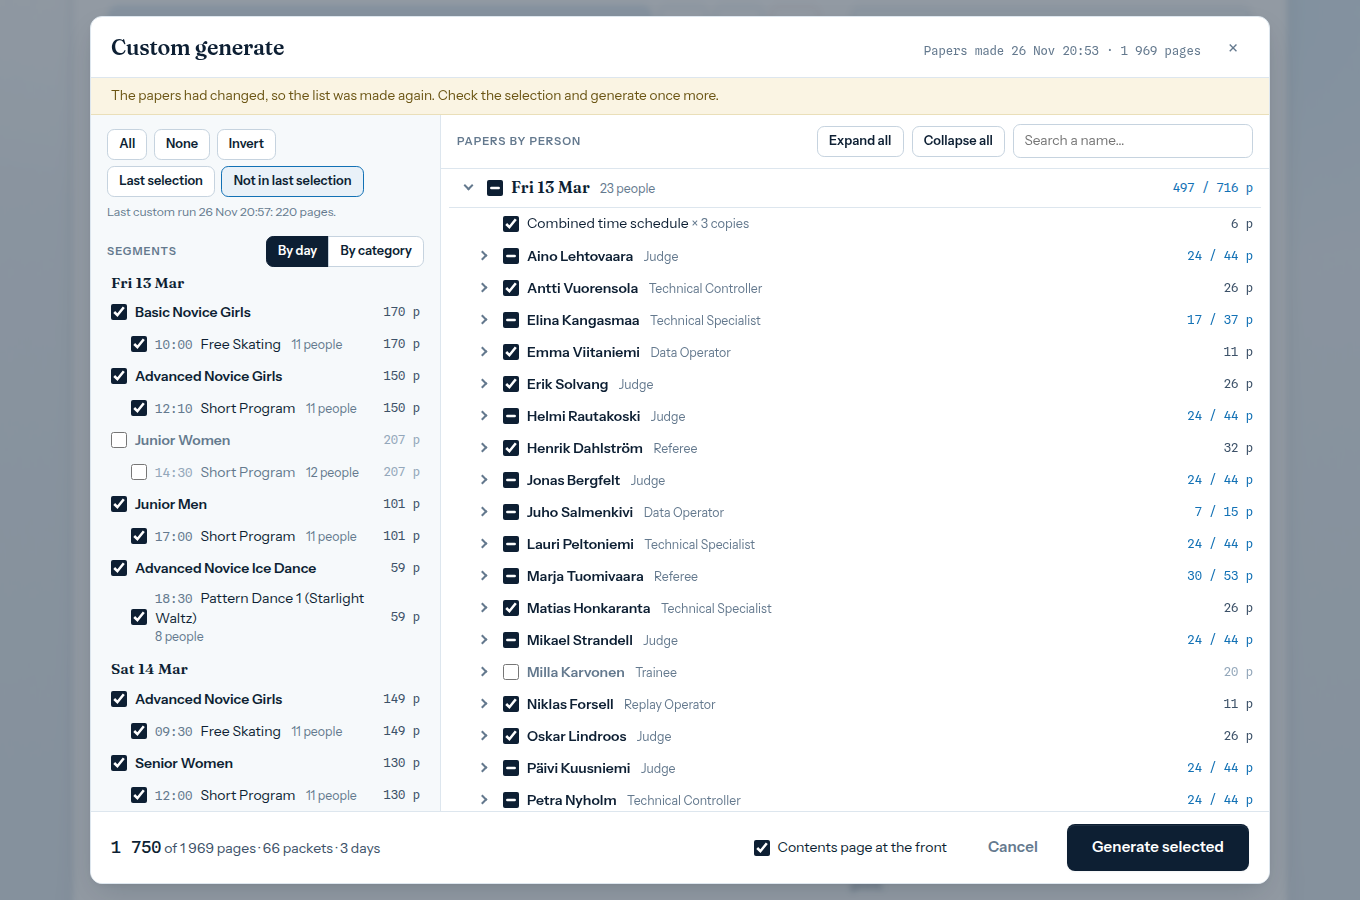 Custom generate
Papers made 26 Nov 20:53 · 1 969 pages
×
The papers had changed, so the list was made again. Check the selection and generate once more.
All None Invert
Last selection Not in last selection
Last custom run 26 Nov 20:57: 220 pages.
SEGMENTS By day By category
Fri 13 Mar
Basic Novice Girls 170 p
10:00 Free Skating 11 people 170 p
Advanced Novice Girls 150 p
12:10 Short Program 11 people 150 p
Junior Women 207 p
14:30 Short Program 12 people 207 p
Junior Men 101 p
17:00 Short Program 11 people 101 p
Advanced Novice Ice Dance 59 p
18:30 Pattern Dance 1 (Starlight
Waltz) 59 p
8 people
Sat 14 Mar
Advanced Novice Girls 149 p
09:30 Free Skating 11 people 149 p
Senior Women 130 p
12:00 Short Program 11 people 130 p
PAPERS BY PERSON Expand all Collapse all Search a name…
Fri 13 Mar 23 people 497 / 716 p
Combined time schedule × 3 copies 6 p
Aino Lehtovaara Judge 24 / 44 p
Antti Vuorensola Technical Controller 26 p
Elina Kangasmaa Technical Specialist 17 / 37 p
Emma Viitaniemi Data Operator 11 p
Erik Solvang Judge 26 p
Helmi Rautakoski Judge 24 / 44 p
Henrik Dahlström Referee 32 p
Jonas Bergfelt Judge 24 / 44 p
Juho Salmenkivi Data Operator 7 / 15 p
Lauri Peltoniemi Technical Specialist 24 / 44 p
Marja Tuomivaara Referee 30 / 53 p
Matias Honkaranta Technical Specialist 26 p
Mikael Strandell Judge 24 / 44 p
Milla Karvonen Trainee 20 p
Niklas Forsell Replay Operator 11 p
Oskar Lindroos Judge 26 p
Päivi Kuusniemi Judge 24 / 44 p
Petra Nyholm Technical Controller 24 / 44 p
1 750 of 1 969 pages · 66 packets · 3 days
Contents page at the front Cancel Generate selected